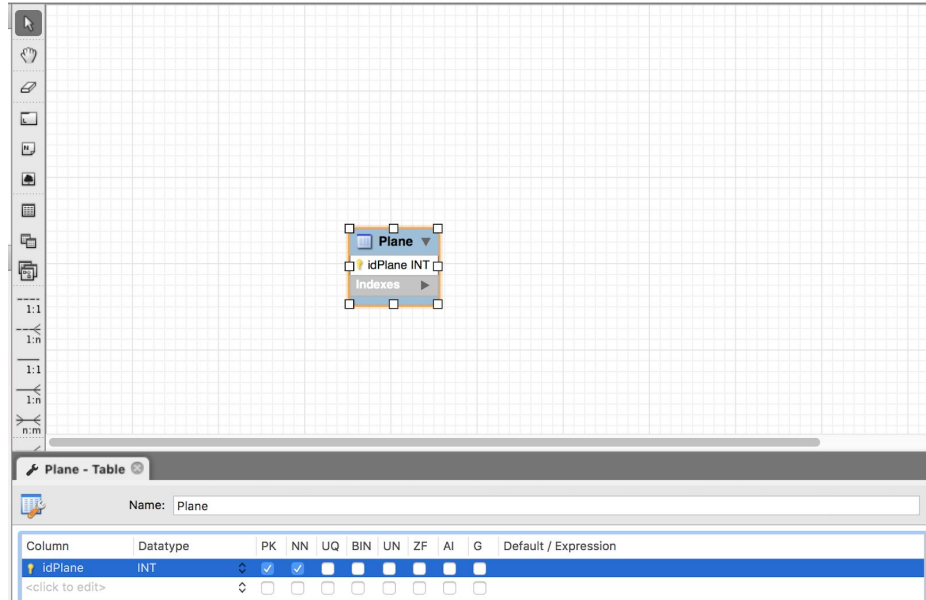 Plane
idPlane INT
Indexes
1:1
1:n
1:1
1:n
n:m
Plane - Table
Name: Plane
Column Datatype PK NN UQ BIN UN ZF AI G Default / Expression
idPlane INT
<click to edit>